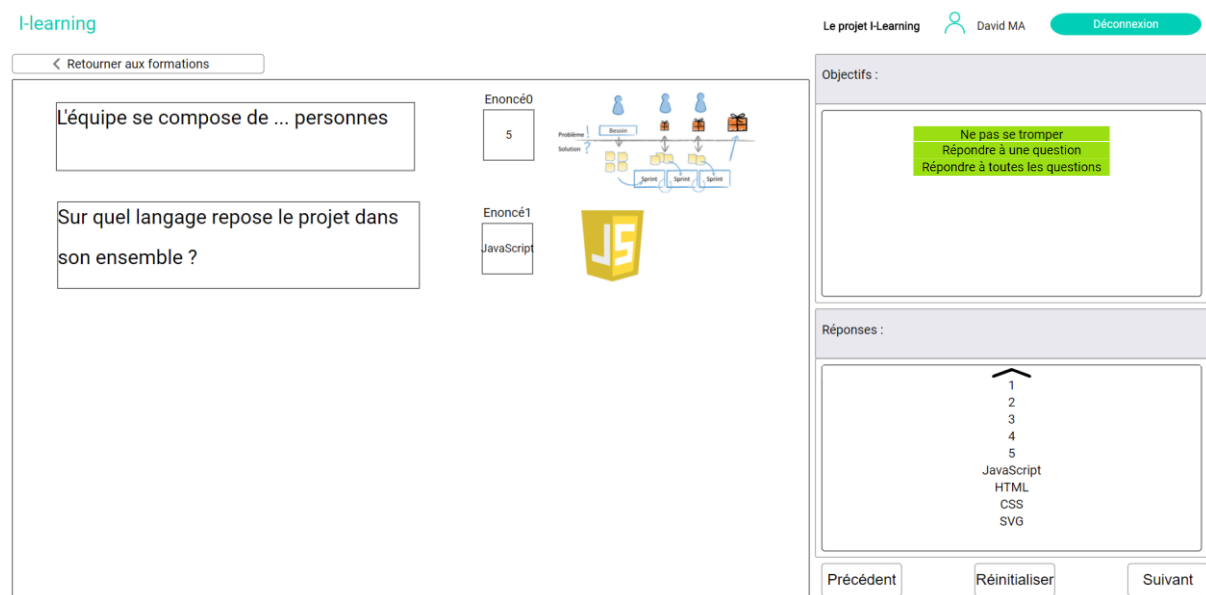 I-learning
Le projet I-Learning
David MA
Déconnexion
Retourner aux formations
L'équipe se compose de ... personnes
Enoncé0
5
Problème !
Solution ?
Besoin
Sprint
Sprint
Sprint
Sur quel langage repose le projet dans
son ensemble ?
Enoncé1
JavaScript
JS
Objectifs :
Ne pas se tromper
Répondre à une question
Répondre à toutes les questions
Réponses :
1
2
3
4
5
JavaScript
HTML
CSS
SVG
Précédent
Réinitialiser
Suivant